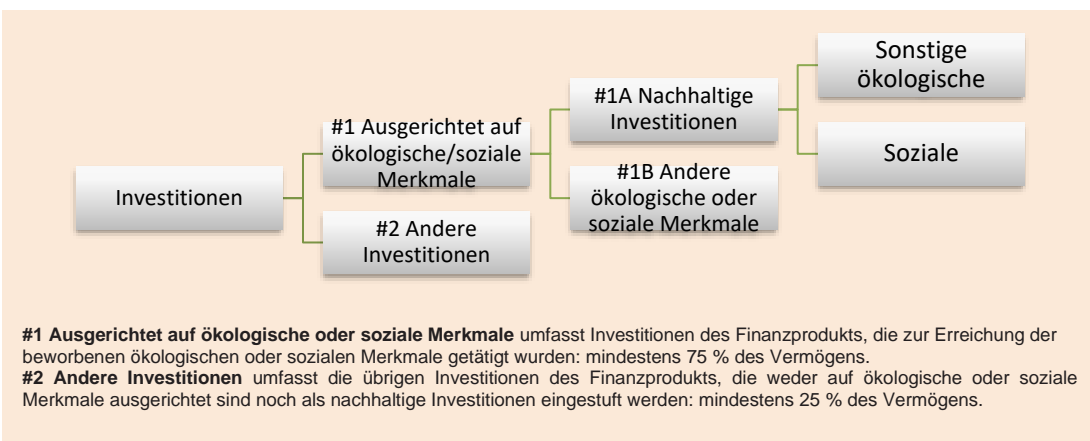 Investitionen
#1 Ausgerichtet auf
ökologische/soziale
Merkmale
#2 Andere
Investitionen
#1A Nachhaltige
Investitionen
#1B Andere
ökologische oder
soziale Merkmale
Sonstige
ökologische
Soziale
#1 Ausgerichtet auf ökologische oder soziale Merkmale umfasst Investitionen des Finanzprodukts, die zur Erreichung der
beworbenen ökologischen oder sozialen Merkmale getätigt wurden: mindestens 75 % des Vermögens.
#2 Andere Investitionen umfasst die übrigen Investitionen des Finanzprodukts, die weder auf ökologische oder soziale
Merkmale ausgerichtet sind noch als nachhaltige Investitionen eingestuft werden: mindestens 25 % des Vermögens.